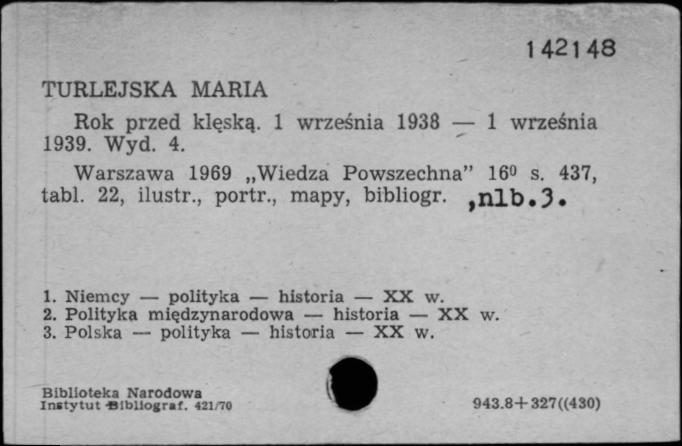 142148
TURLEJSKA MARIA
Rok przed klęską. 1 września 1938 — 1 września
1939. Wyd. 4.
Warszawa 1969 „Wiedza Powszechna” 16⁰ s. 437,
tabl. 22, ilustr., portr., mapy, bibliogr. ,nlb.3.
1. Niemcy — polityka — historia — XX w.
2. Polityka międzynarodowa — historia — XX w.
3. Polska — polityka — historia — XX w.
Biblioteka Narodowa
Instytut Bibliograf. 421/70
943.8+327((430)